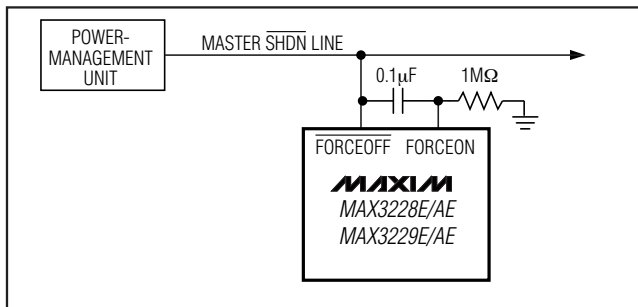 POWER-
MANAGEMENT
UNIT
MASTER SHDN LINE
0.1μF
1MΩ
FORCEOFF FORCEON
MAXIM
MAX3228E/AE
MAX3229E/AE